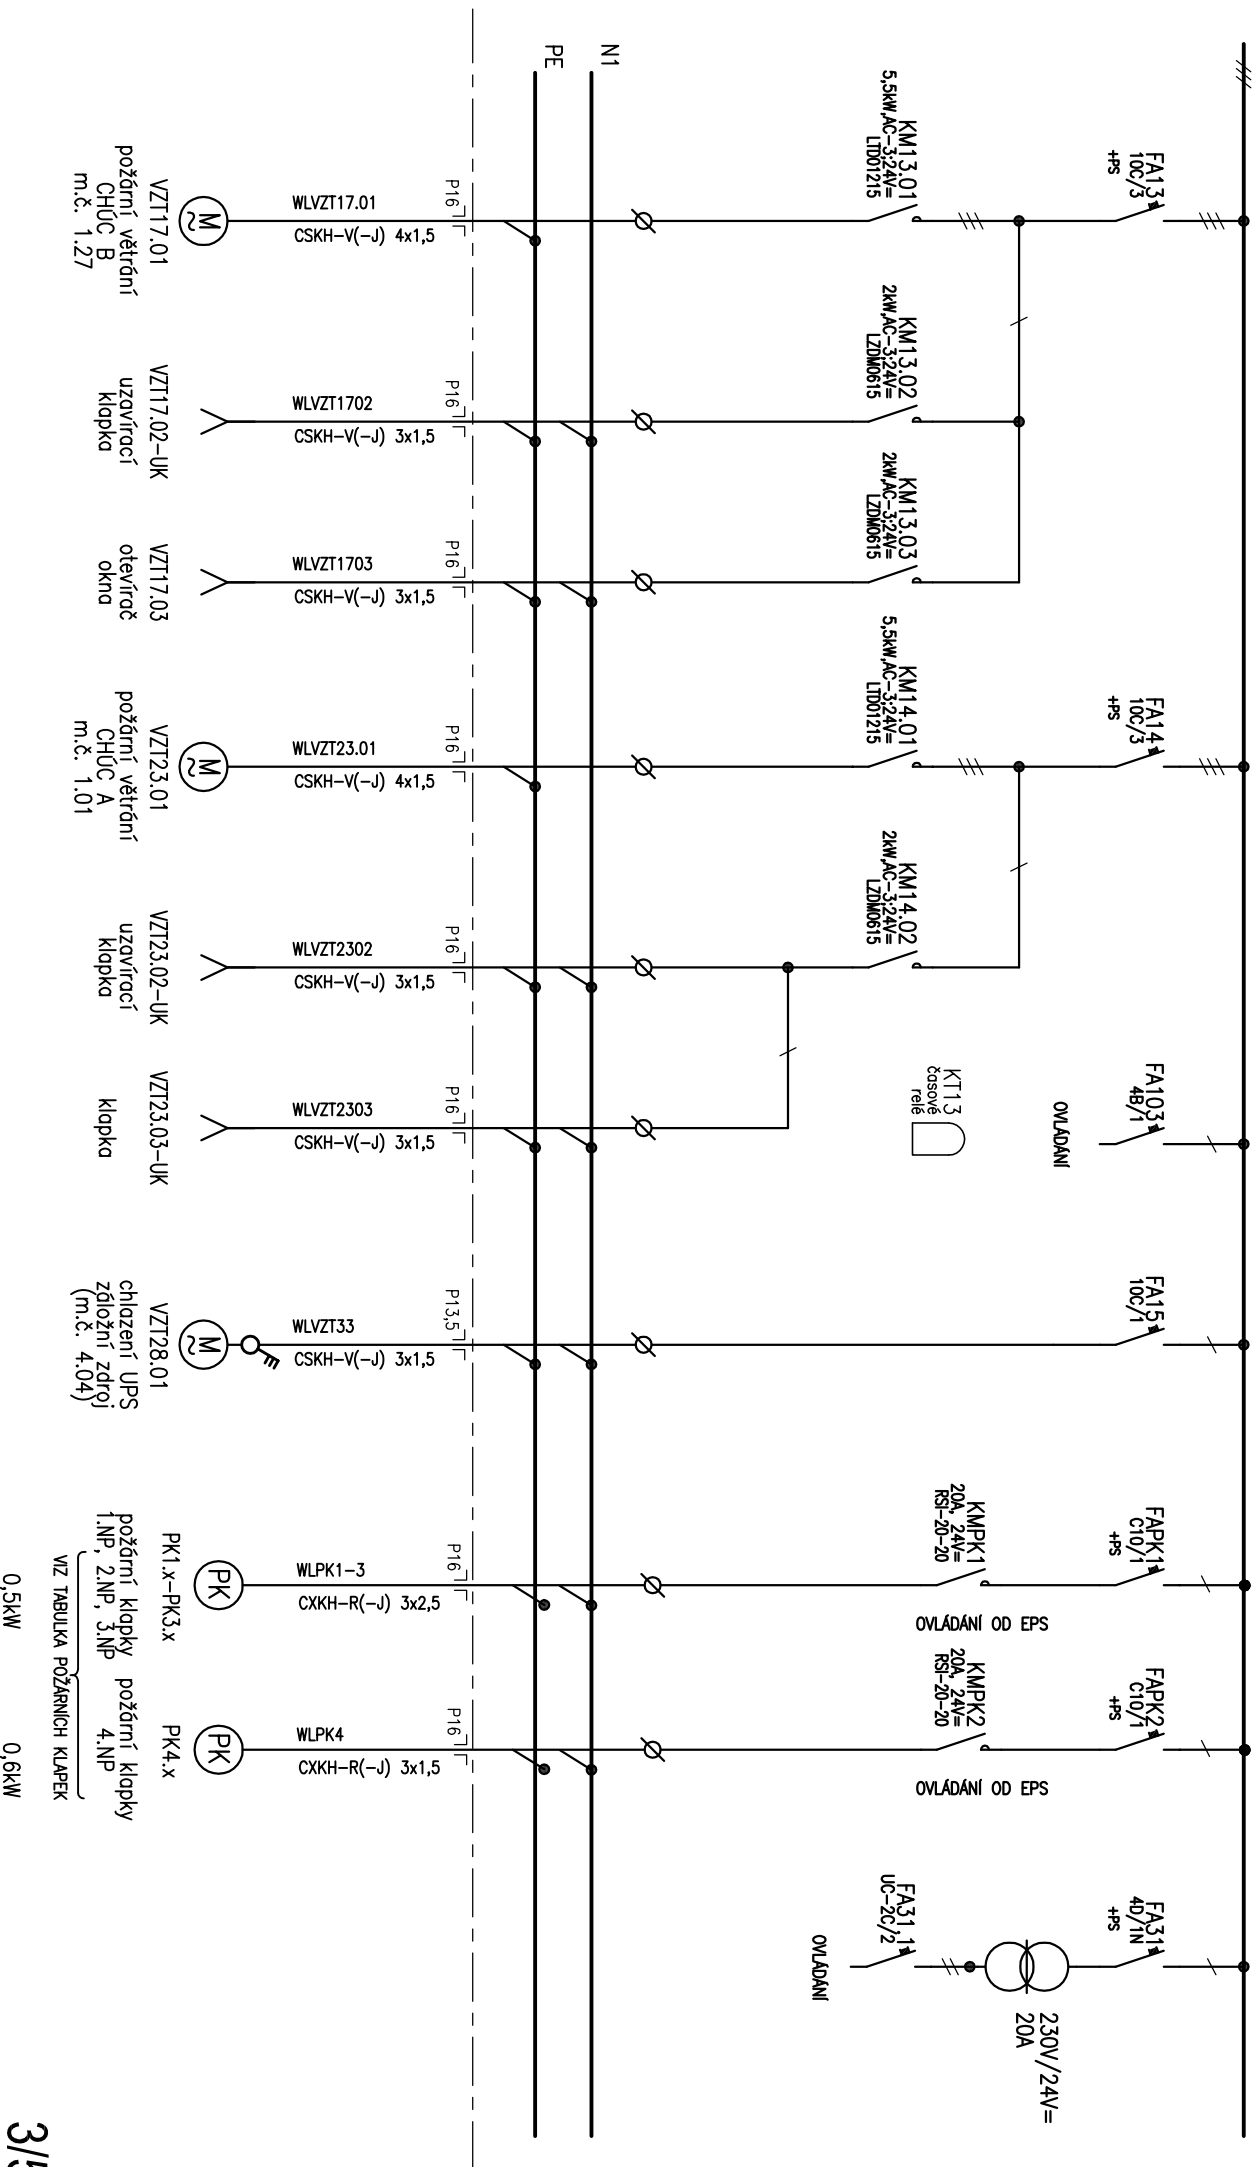 FA13
10C/3
+PS
KM13.01
5,5kW,AC-3;24V=
LTD01215
KM13.02
2kW,AC-3;24V=
LZDM0615
KM13.03
2kW,AC-3;24V=
LZDM0615
FA14
10C/3
+PS
KM14.01
5,5kW,AC-3;24V=
LTD01215
KM14.02
2kW,AC-3;24V=
LZDM0615
FA103
4B/1
OVLÁDÁNÍ
KT13
časové
relé
FA15
10C/1
FAPK1
C10/1
+PS
KMPK1
20A, 24V=
RSI-20-20
OVLÁDÁNÍ OD EPS
FAPK2
C10/1
+PS
KMPK2
20A, 24V=
RSI-20-20
OVLÁDÁNÍ OD EPS
FA31
4D/1N
+PS
230V/24V=
20A
FA31,1
UC-2C/2
OVLÁDÁNÍ
N1
PE
P16
WLVZT17.01
CSKH-V(-J) 4x1,5
VZT17.01
požární větrání
CHÚC B
m.č. 1.27
P16
WLVZT1702
CSKH-V(-J) 3x1,5
VZT17.02-UK
uzavírací
klapka
P16
WLVZT1703
CSKH-V(-J) 3x1,5
VZT17.03
otevírač
okna
P16
WLVZT23.01
CSKH-V(-J) 4x1,5
VZT23.01
požární větrání
CHÚC A
m.č. 1.01
P16
WLVZT2302
CSKH-V(-J) 3x1,5
VZT23.02-UK
uzavírací
klapka
P16
WLVZT2303
CSKH-V(-J) 3x1,5
VZT23.03-UK
klapka
P13,5
WLVZT33
CSKH-V(-J) 3x1,5
VZT28.01
chlazení UPS
záložní zdroj
(m.č. 4.04)
P16
WLPK1-3
CXKH-R(-J) 3x2,5
PK1.x-PK3.x
požární klapky
1.NP, 2.NP, 3.NP
0,5kW
P16
WLPK4
CXKH-R(-J) 3x1,5
PK4.x
požární klapky
4.NP
0,6kW
VIZ TABULKA POŽÁRNÍCH KLAPEK
M
M
M
PK
PK
3/5